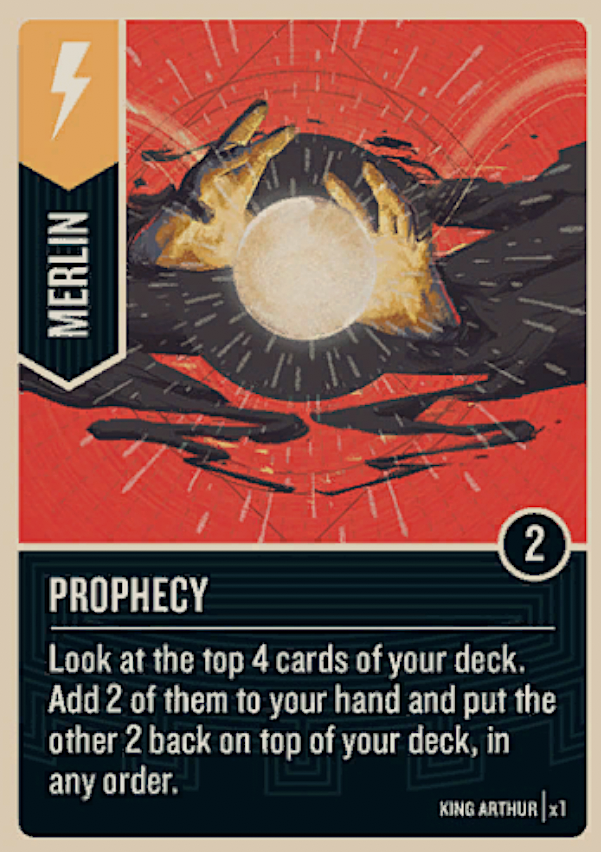 MERLIN
2
PROPHECY
Look at the top 4 cards of your deck.
Add 2 of them to your hand and put the
other 2 back on top of your deck, in
any order.
KING ARTHUR | x1